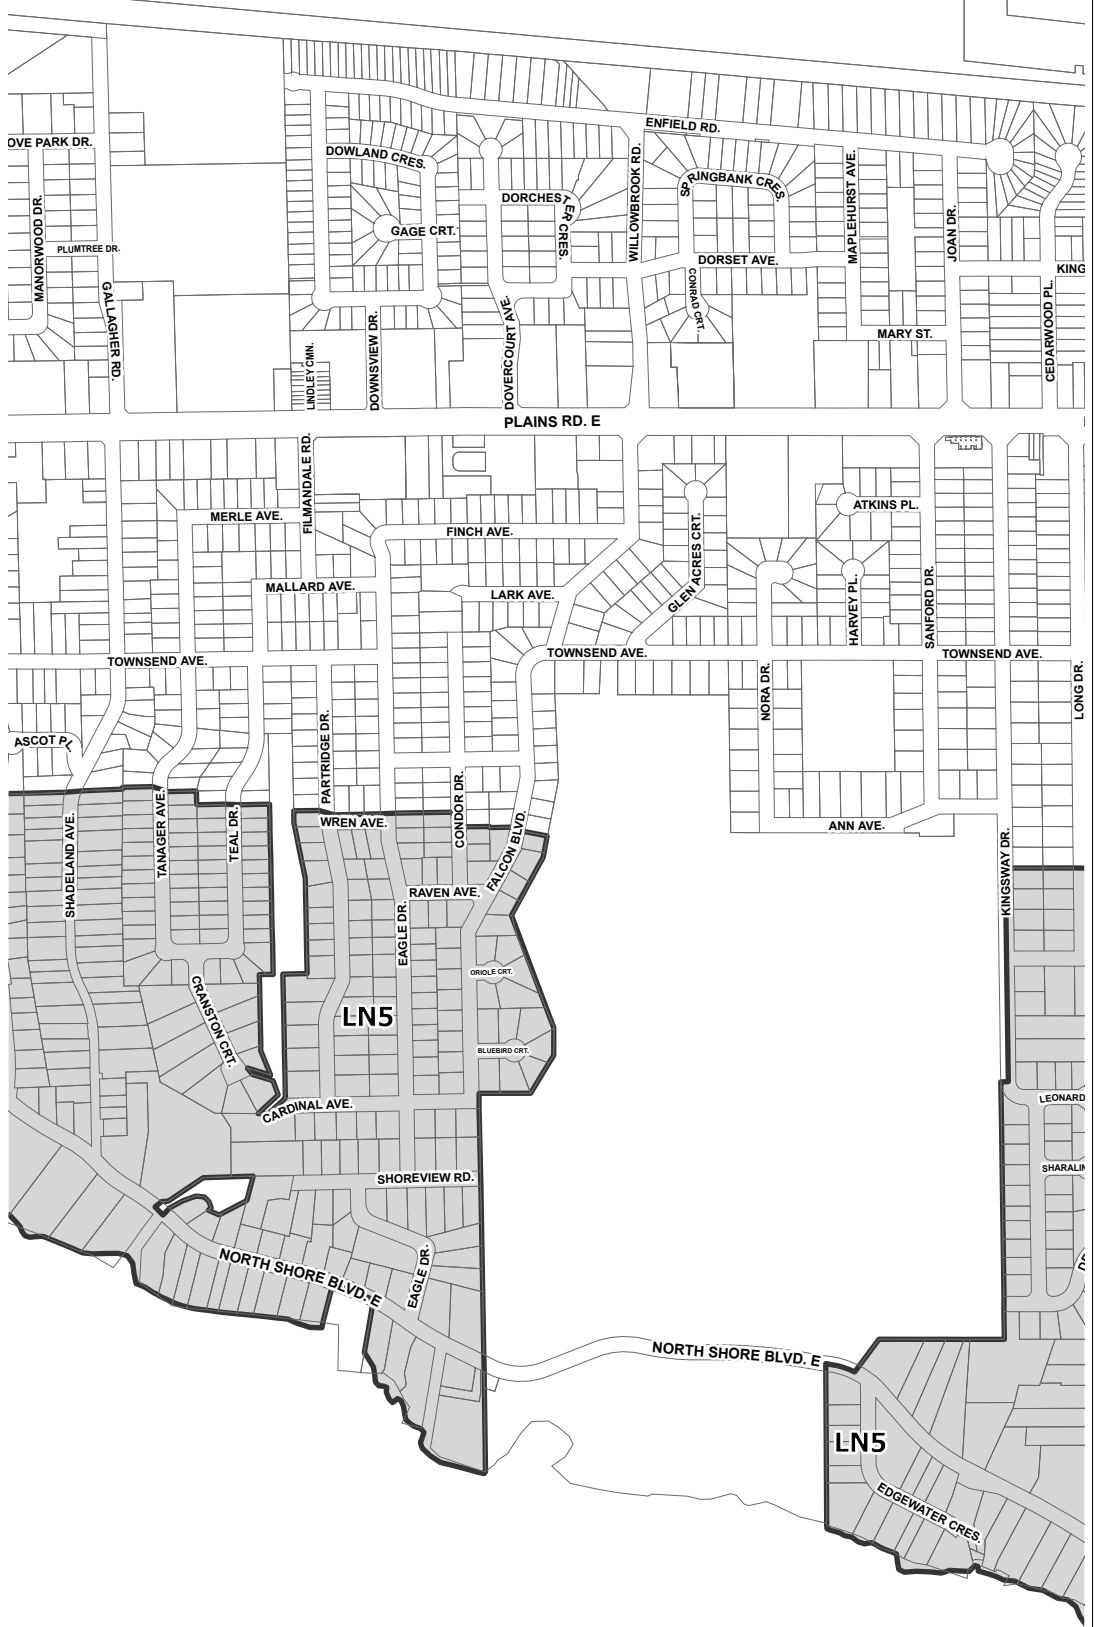 ENFIELD RD.
OVE PARK DR.
DOWLAND CRES.
WILLOWBROOK RD.
SPRINGBANK CRES.
MAPLEHURST AVE.
MANORWOOD DR.
DORCHESTER CRES.
JOAN DR.
GAGE CRT.
PLUMTREE DR.
DORSET AVE.
KING
GALLAGHER RD.
CONRAD CRT.
CEDARWOOD PL.
DOVERCOURT AVE.
DOWNSVIEW DR.
MARY ST.
LINDLEY CMN.
PLAINS RD. E
FILMANDALE RD.
ATKINS PL.
MERLE AVE.
FINCH AVE.
GLEN ACRES CRT.
MALLARD AVE.
LARK AVE.
HARVEY PL.
SANFORD DR.
TOWNSEND AVE.
TOWNSEND AVE.
TOWNSEND AVE.
NORA DR.
LONG DR.
ASCOT PL
PARTRIDGE DR.
CONDOR DR.
WREN AVE.
ANN AVE.
TANAGER AVE.
TEAL DR.
SHADELAND AVE.
FALCON BLVD.
KINGSWAY DR.
RAVEN AVE.
EAGLE DR.
ORIOLE CRT.
CRANSTON CRT.
LN5
BLUEBIRD CRT.
CARDINAL AVE.
LEONARD
SHARALIN
SHOREVIEW RD.
NORTH SHORE BLVD. E
EAGLE DR.
DR
NORTH SHORE BLVD. E
LN5
EDGEWATER CRES.